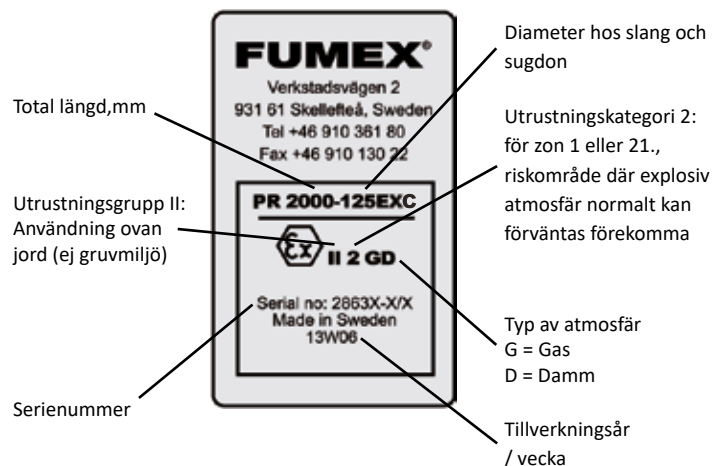 Total längd,mm
Utrustningsgrupp II:
Användning ovan
jord (ej gruvmiljö)
Serienummer
FUMEX®
Verkstadsvägen 2
931 61 Skellefteå, Sweden
Tel +46 910 361 80
Fax +46 910 130 22
PR 2000-125EXC
Ex II 2 GD
Serial no: 2863X-X/X
Made in Sweden
13W06
Diameter hos slang och
sugdon
Utrustningskategori 2:
för zon 1 eller 21.,
riskområde där explosiv
atmosfär normalt kan
förväntas förekomma
Typ av atmosfär
G = Gas
D = Damm
Tillverkningsår
/ vecka